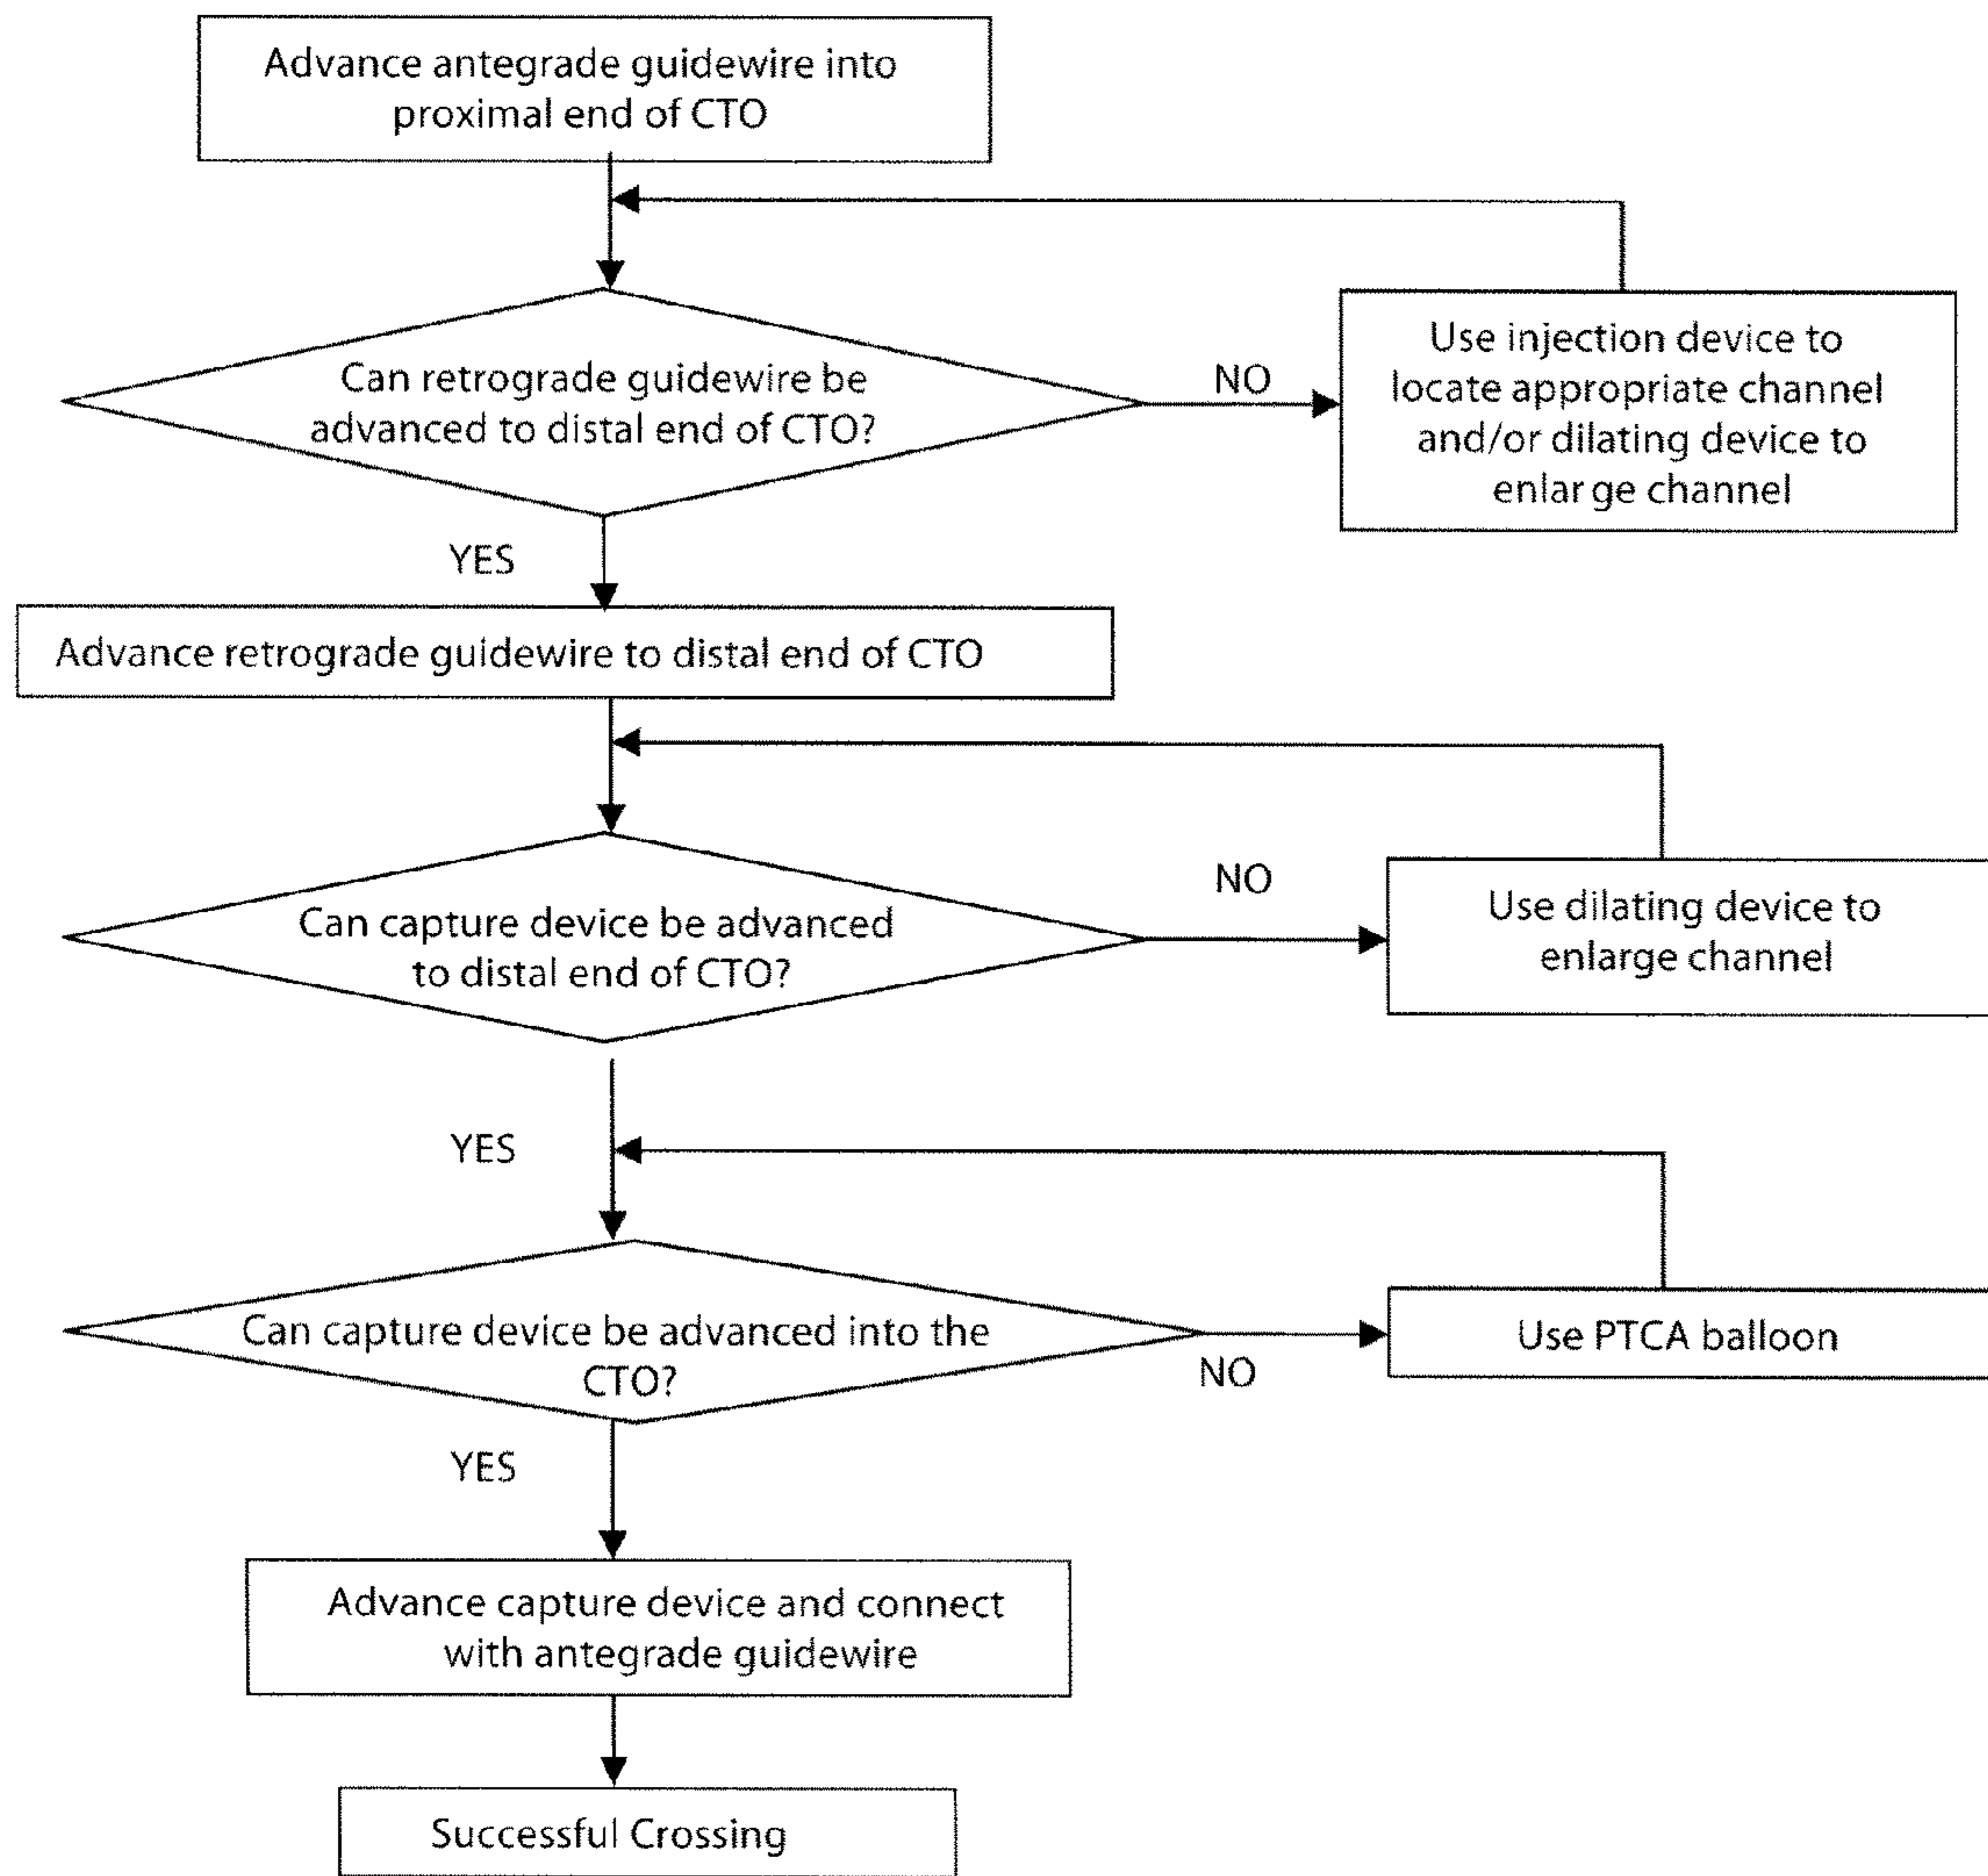 Advance antegrade guidewire into
proximal end of CTO
Can retrograde guidewire be
advanced to distal end of CTO?
NO
Use injection device to
locate appropriate channel
and/or dilating device to
enlarge channel
YES
Advance retrograde guidewire to distal end of CTO
Can capture device be advanced
to distal end of CTO?
NO
Use dilating device to
enlarge channel
YES
Can capture device be advanced into the
CTO?
NO
Use PTCA balloon
YES
Advance capture device and connect
with antegrade guidewire
Successful Crossing